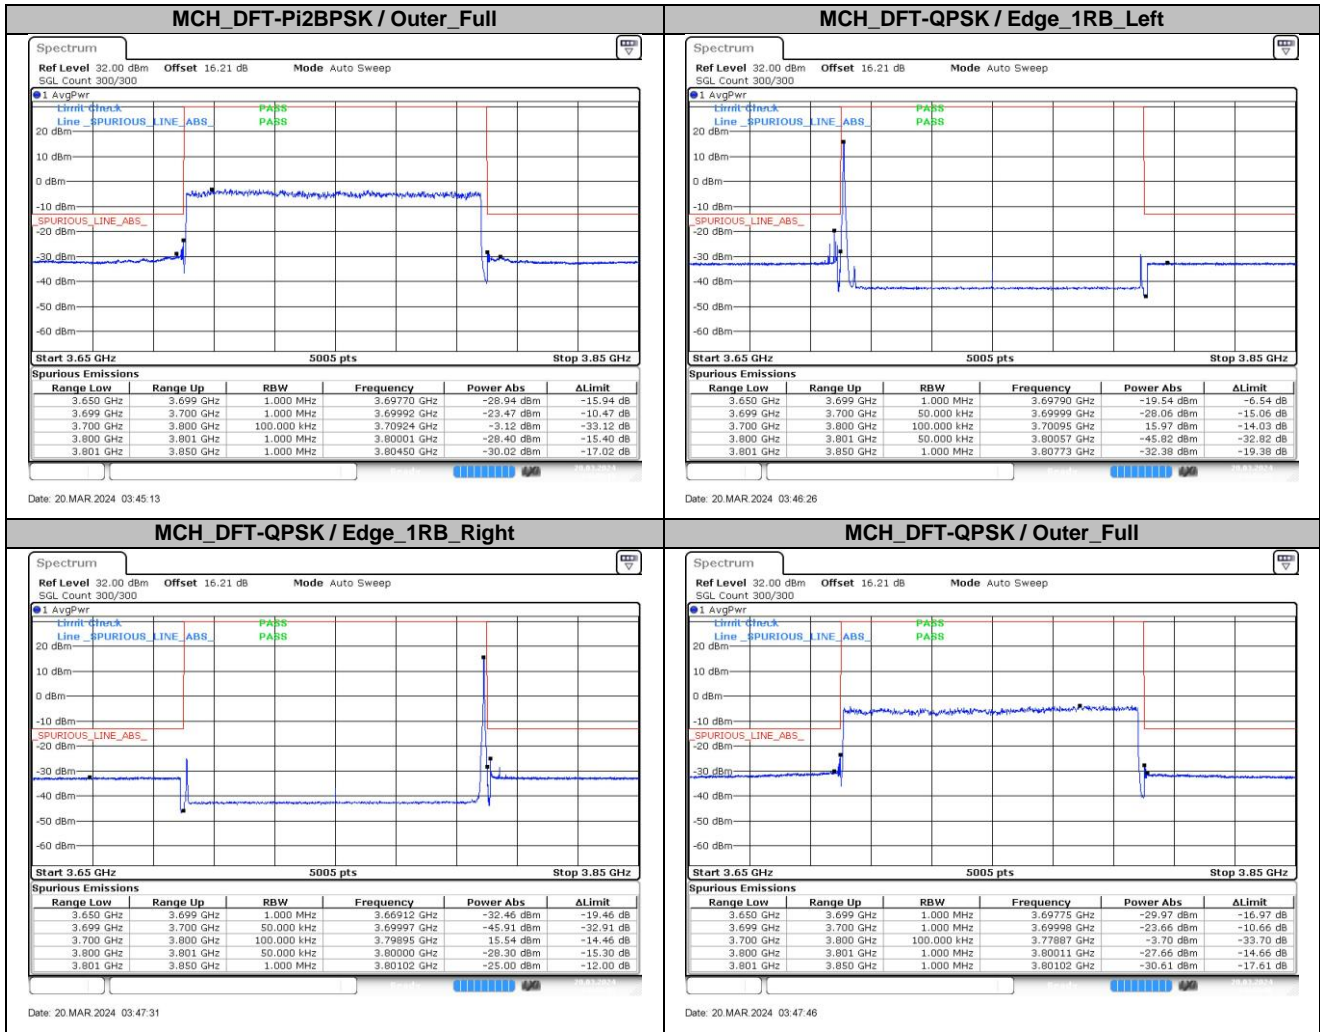 MCH_DFT-Pi2BPSK / Outer_Full
Spectrum
Ref Level 32.00 dBm Offset 16.21 dB Mode Auto Sweep
SGL Count 300/300
1 AvgPwr
Limit Check PASS
Line _SPURIOUS_LINE_ABS_ PASS
20 dBm
10 dBm
0 dBm
-10 dBm
_SPURIOUS_LINE_ABS_
-20 dBm
-30 dBm
-40 dBm
-50 dBm
-60 dBm
Start 3.65 GHz 5005 pts Stop 3.85 GHz
Spurious Emissions
Range Low Range Up RBW Frequency Power Abs ΔLimit
3.650 GHz 3.699 GHz 1.000 MHz 3.69770 GHz -28.94 dBm -15.94 dB
3.699 GHz 3.700 GHz 1.000 MHz 3.69992 GHz -23.47 dBm -10.47 dB
3.700 GHz 3.800 GHz 100.000 kHz 3.70924 GHz -3.12 dBm -33.12 dB
3.800 GHz 3.801 GHz 1.000 MHz 3.80001 GHz -28.40 dBm -15.40 dB
3.801 GHz 3.850 GHz 1.000 MHz 3.80450 GHz -30.02 dBm -17.02 dB
Date: 20.MAR.2024 03:45:13
MCH_DFT-QPSK / Edge_1RB_Left
Spectrum
Ref Level 32.00 dBm Offset 16.21 dB Mode Auto Sweep
SGL Count 300/300
1 AvgPwr
Limit Check PASS
Line _SPURIOUS_LINE_ABS_ PASS
20 dBm
10 dBm
0 dBm
-10 dBm
_SPURIOUS_LINE_ABS_
-20 dBm
-30 dBm
-40 dBm
-50 dBm
-60 dBm
Start 3.65 GHz 5005 pts Stop 3.85 GHz
Spurious Emissions
Range Low Range Up RBW Frequency Power Abs ΔLimit
3.650 GHz 3.699 GHz 1.000 MHz 3.69790 GHz -19.54 dBm -6.54 dB
3.699 GHz 3.700 GHz 50.000 kHz 3.69999 GHz -28.06 dBm -15.06 dB
3.700 GHz 3.800 GHz 100.000 kHz 3.70095 GHz 15.97 dBm -14.03 dB
3.800 GHz 3.801 GHz 50.000 kHz 3.80057 GHz -45.82 dBm -32.82 dB
3.801 GHz 3.850 GHz 1.000 MHz 3.80773 GHz -32.38 dBm -19.38 dB
Date: 20.MAR.2024 03:46:26
MCH_DFT-QPSK / Edge_1RB_Right
Spectrum
Ref Level 32.00 dBm Offset 16.21 dB Mode Auto Sweep
SGL Count 300/300
1 AvgPwr
Limit Check PASS
Line _SPURIOUS_LINE_ABS_ PASS
20 dBm
10 dBm
0 dBm
-10 dBm
_SPURIOUS_LINE_ABS_
-20 dBm
-30 dBm
-40 dBm
-50 dBm
-60 dBm
Start 3.65 GHz 5005 pts Stop 3.85 GHz
Spurious Emissions
Range Low Range Up RBW Frequency Power Abs ΔLimit
3.650 GHz 3.699 GHz 1.000 MHz 3.66912 GHz -32.46 dBm -19.46 dB
3.699 GHz 3.700 GHz 50.000 kHz 3.69997 GHz -45.91 dBm -32.91 dB
3.700 GHz 3.800 GHz 100.000 kHz 3.79895 GHz 15.54 dBm -14.46 dB
3.800 GHz 3.801 GHz 50.000 kHz 3.80000 GHz -28.30 dBm -15.30 dB
3.801 GHz 3.850 GHz 1.000 MHz 3.80102 GHz -25.00 dBm -12.00 dB
Date: 20.MAR.2024 03:47:31
MCH_DFT-QPSK / Outer_Full
Spectrum
Ref Level 32.00 dBm Offset 16.21 dB Mode Auto Sweep
SGL Count 300/300
1 AvgPwr
Limit Check PASS
Line _SPURIOUS_LINE_ABS_ PASS
20 dBm
10 dBm
0 dBm
-10 dBm
_SPURIOUS_LINE_ABS_
-20 dBm
-30 dBm
-40 dBm
-50 dBm
-60 dBm
Start 3.65 GHz 5005 pts Stop 3.85 GHz
Spurious Emissions
Range Low Range Up RBW Frequency Power Abs ΔLimit
3.650 GHz 3.699 GHz 1.000 MHz 3.69775 GHz -29.97 dBm -16.97 dB
3.699 GHz 3.700 GHz 1.000 MHz 3.69998 GHz -23.66 dBm -10.66 dB
3.700 GHz 3.800 GHz 100.000 kHz 3.77887 GHz -3.70 dBm -33.70 dB
3.800 GHz 3.801 GHz 1.000 MHz 3.80011 GHz -27.66 dBm -14.66 dB
3.801 GHz 3.850 GHz 1.000 MHz 3.80102 GHz -30.61 dBm -17.61 dB
Date: 20.MAR.2024 03:47:46